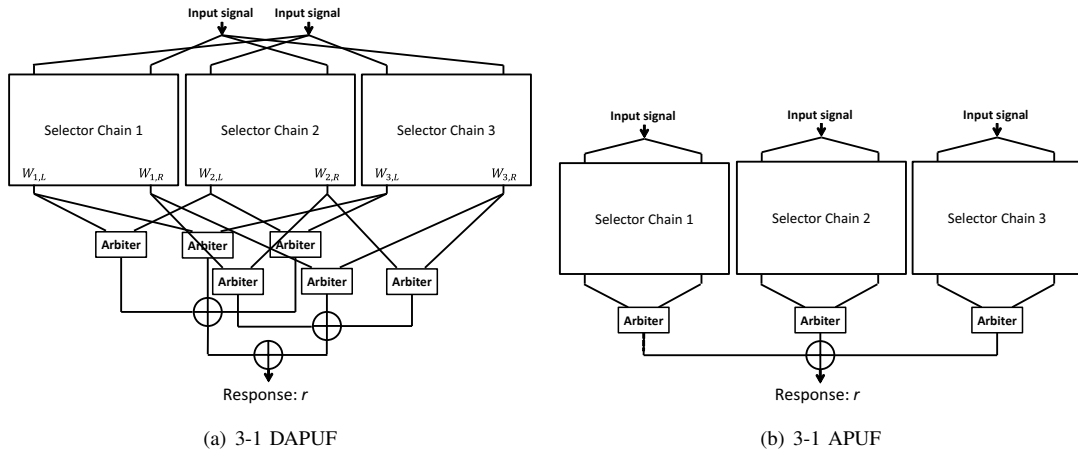 Input signal Input signal
Selector Chain 1 Selector Chain 2 Selector Chain 3
W1,L W1,R W2,L W2,R W3,L W3,R
Arbiter Arbiter Arbiter
Arbiter Arbiter Arbiter
Response: r
(a) 3-1 DAPUF
Input signal Input signal Input signal
Selector Chain 1 Selector Chain 2 Selector Chain 3
Arbiter Arbiter Arbiter
Response: r
(b) 3-1 APUF